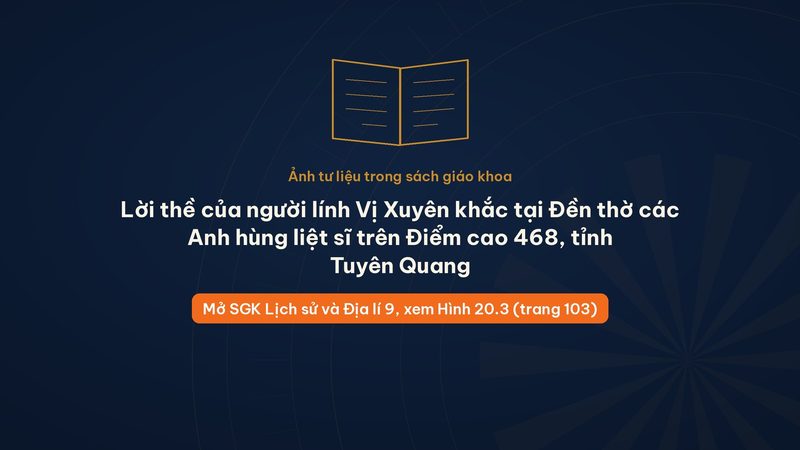 Ảnh tư liệu trong sách giáo khoa
Lời thề của người lính Vị Xuyên khắc tại Đền thờ các
Anh hùng liệt sĩ trên Điểm cao 468, tỉnh
Tuyên Quang
Mở SGK Lịch sử và Địa lí 9, xem Hình 20.3 (trang 103)